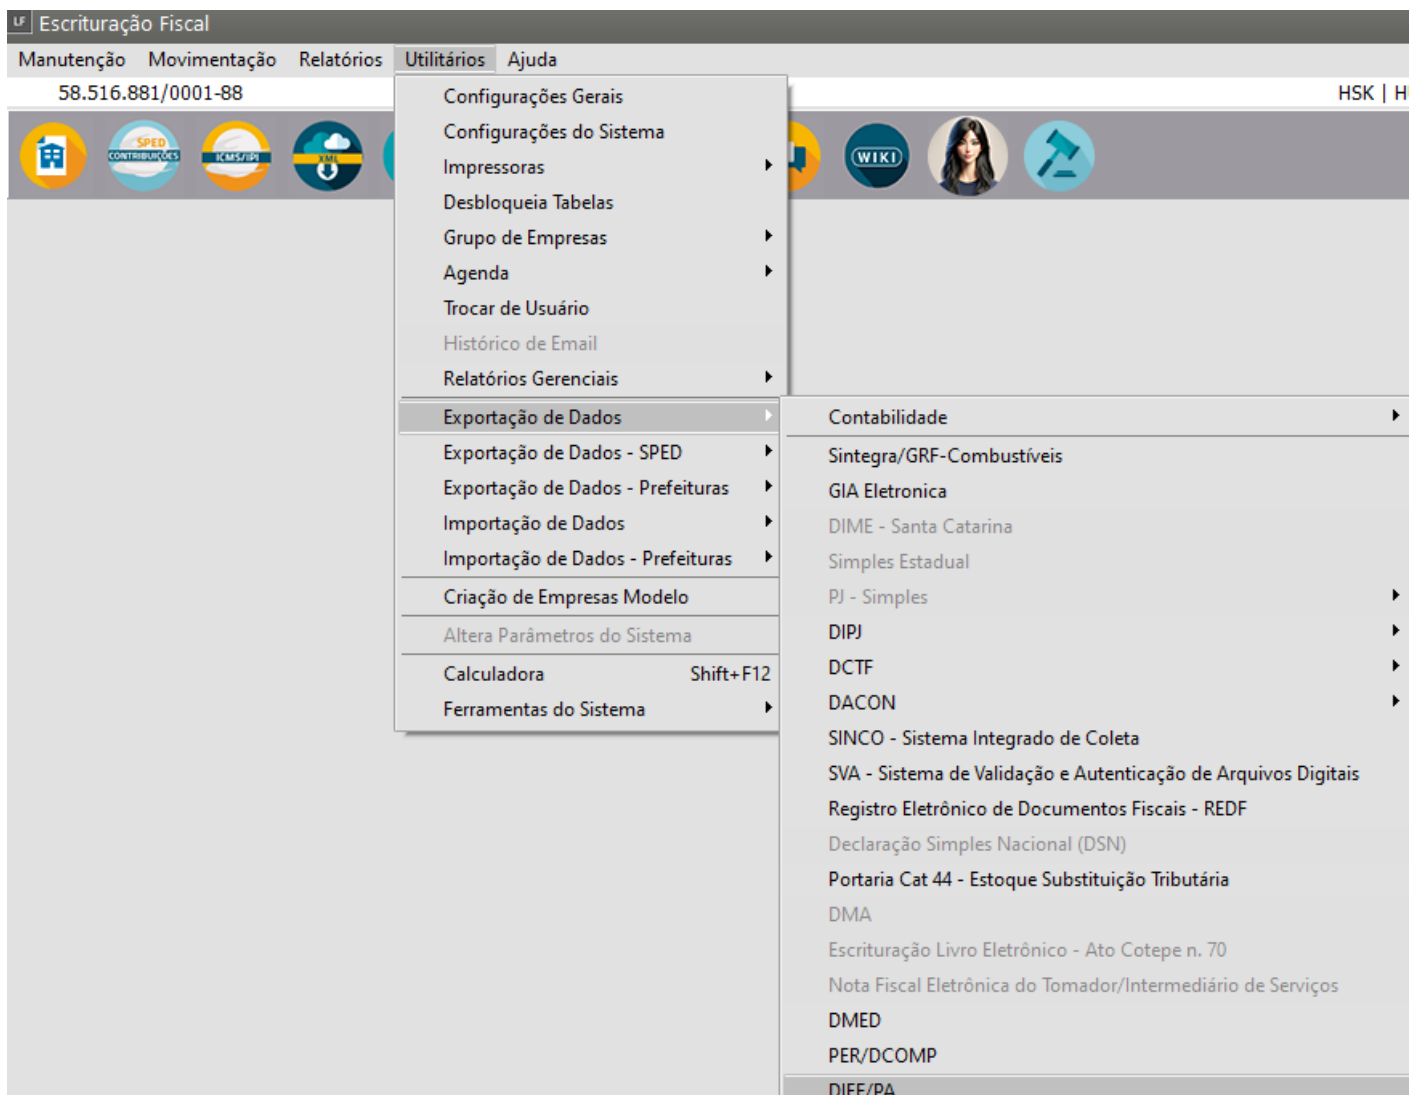 LF Escrituração Fiscal
Manutenção Movimentação Relatórios Utilitários Ajuda
58.516.881/0001-88
HSK |
SPED CONTRIBUIÇÕES
ICMS/IPI
XML
WIKI
Configurações Gerais
Configurações do Sistema
Impressoras
Desbloqueia Tabelas
Grupo de Empresas
Agenda
Trocar de Usuário
Histórico de Email
Relatórios Gerenciais
Exportação de Dados
Exportação de Dados - SPED
Exportação de Dados - Prefeituras
Importação de Dados
Importação de Dados - Prefeituras
Criação de Empresas Modelo
Altera Parâmetros do Sistema
Calculadora Shift+F12
Ferramentas do Sistema
Contabilidade
Sintegra/GRF-Combustíveis
GIA Eletronica
DIME - Santa Catarina
Simples Estadual
PJ - Simples
DIPJ
DCTF
DACON
SINCO - Sistema Integrado de Coleta
SVA - Sistema de Validação e Autenticação de Arquivos Digitais
Registro Eletrônico de Documentos Fiscais - REDF
Declaração Simples Nacional (DSN)
Portaria Cat 44 - Estoque Substituição Tributária
DMA
Escrituração Livro Eletrônico - Ato Cotepe n. 70
Nota Fiscal Eletrônica do Tomador/Intermediário de Serviços
DMED
PER/DCOMP
DIEF/PA